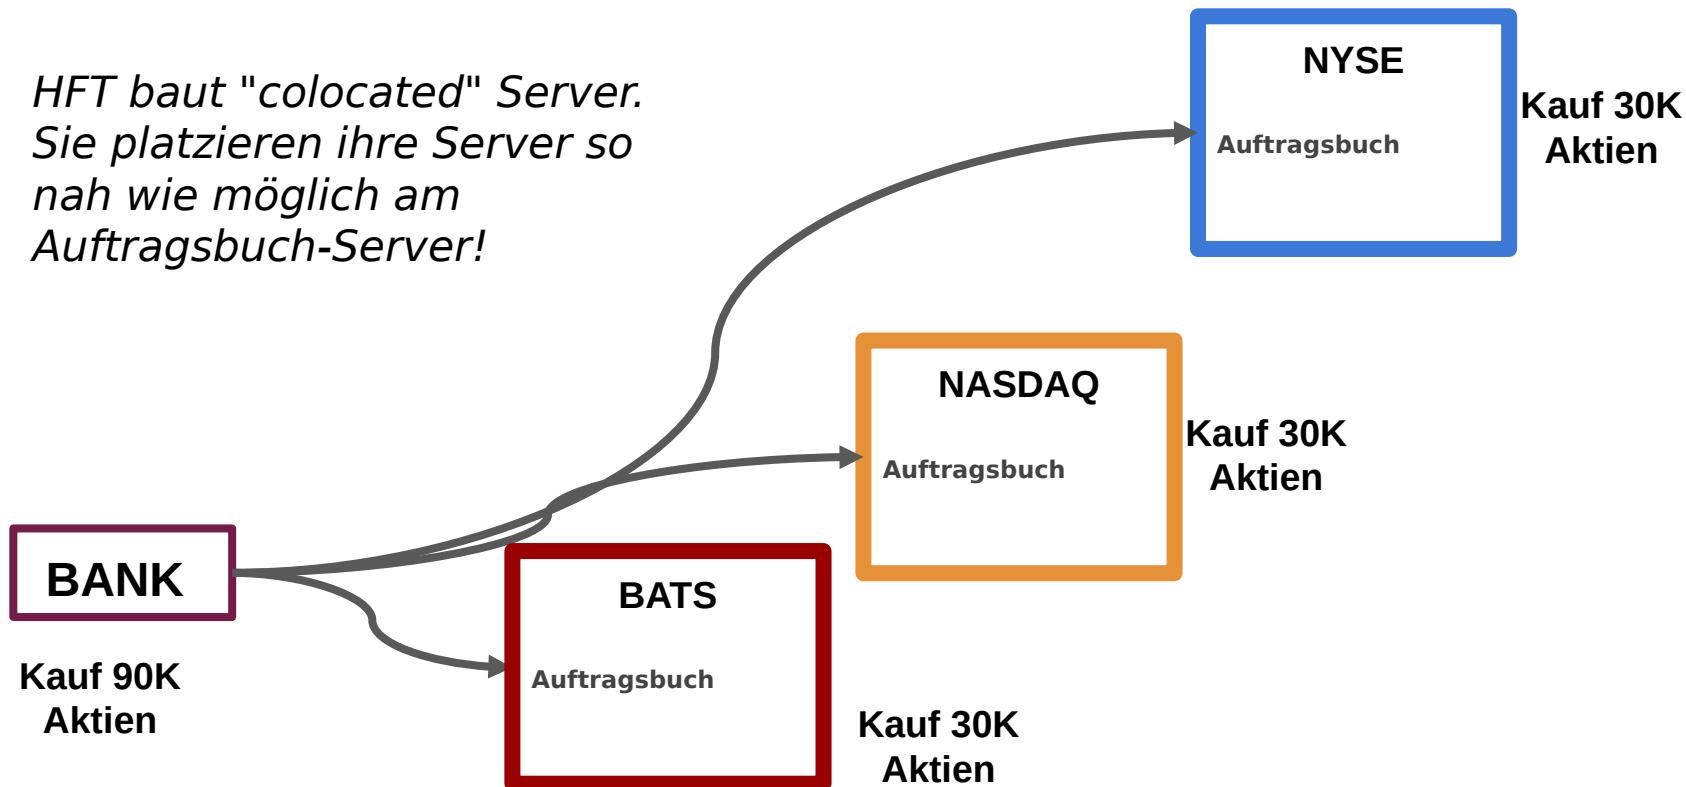 HFT baut "colocated" Server.
Sie platzieren ihre Server so
nah wie möglich am
Auftragsbuch-Server!
NYSE
Auftragsbuch
Kauf 30K
Aktien
NASDAQ
Auftragsbuch
Kauf 30K
Aktien
BANK
Kauf 90K
Aktien
BATS
Auftragsbuch
Kauf 30K
Aktien